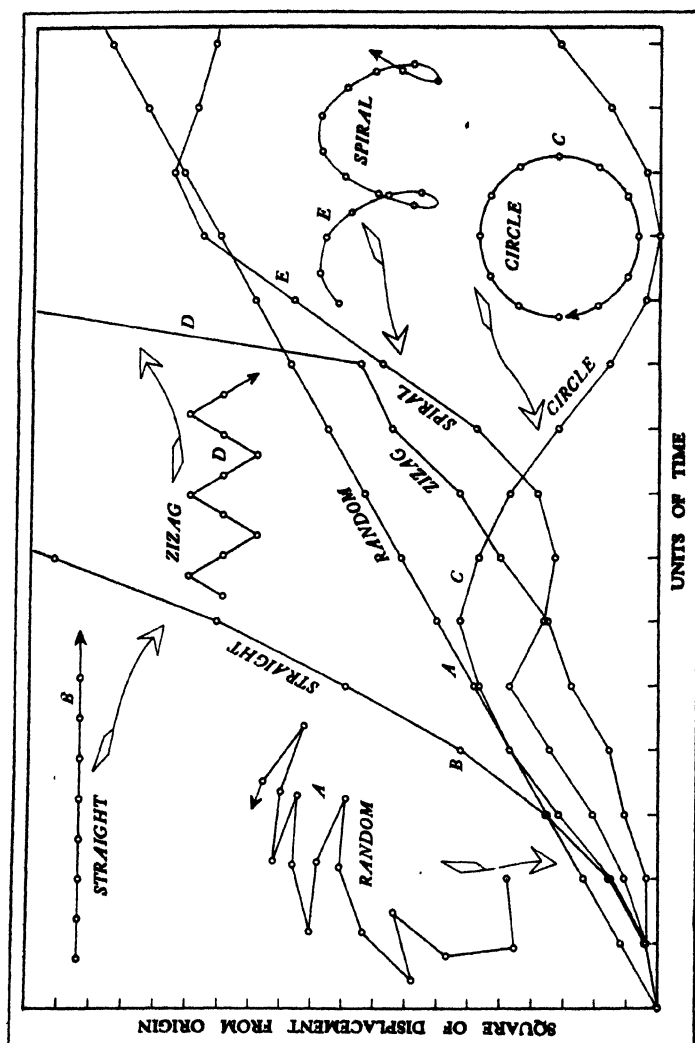 SQUARE OF DISPLACEMENT FROM ORIGIN
UNITS OF TIME
STRAIGHT
B
STRAIGHT
B
ZIZAG
D
D
ZIZAG
RANDOM
A
RANDOM
A
SPIRAL
E
E
SPIRAL
CIRCLE
C
CIRCLE
C